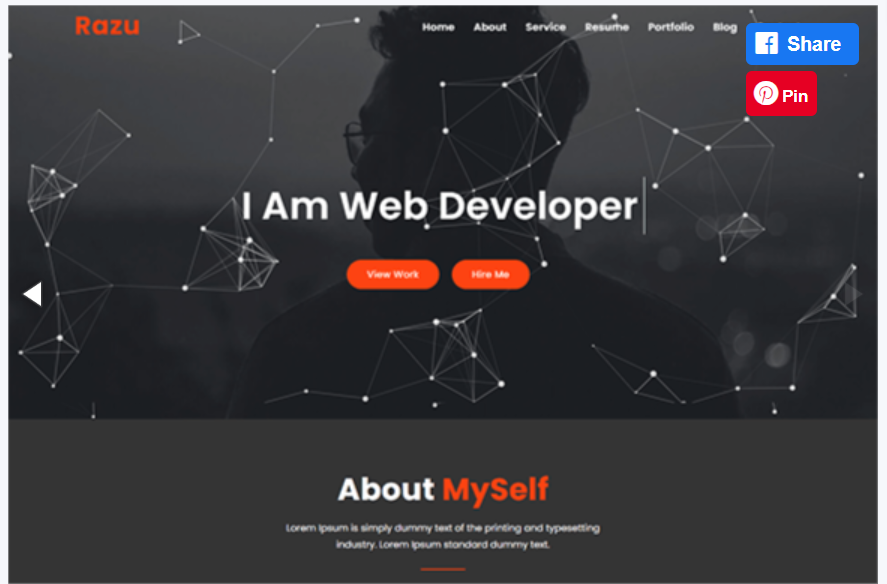 Razu
Home About Service Resume Portfolio Blog
Share
Pin
I Am Web Developer
View Work Hire Me
About MySelf
Lorem Ipsum is simply dummy text of the printing and typesetting
industry. Lorem Ipsum standard dummy text.